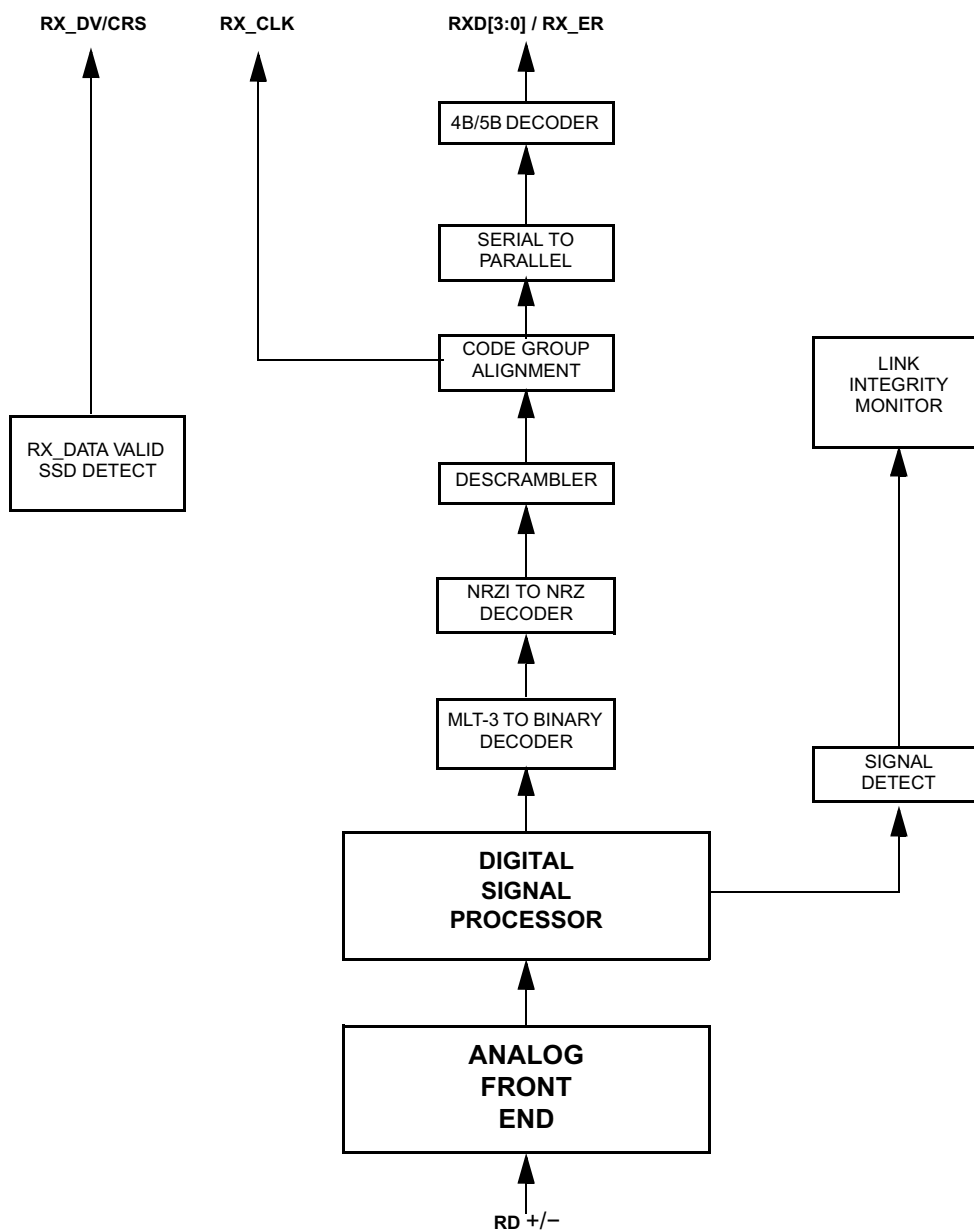 RX_DV/CRS
RX_CLK
RXD[3:0] / RX_ER
4B/5B DECODER
SERIAL TO
PARALLEL
CODE GROUP
ALIGNMENT
LINK
INTEGRITY
MONITOR
RX_DATA VALID
SSD DETECT
DESCRAMBLER
NRZI TO NRZ
DECODER
MLT-3 TO BINARY
DECODER
SIGNAL
DETECT
DIGITAL
SIGNAL
PROCESSOR
ANALOG
FRONT
END
RD +/−